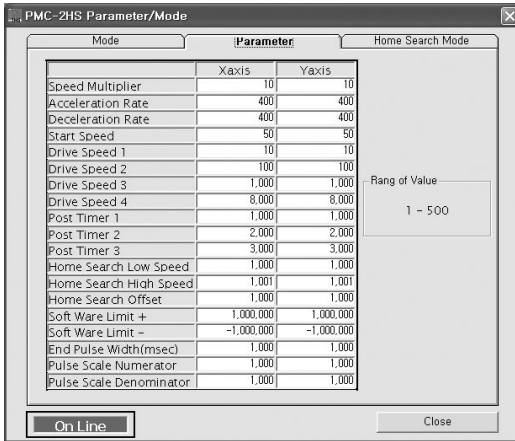 PMC-2HS Parameter/Mode
Mode Parameter Home Search Mode
Xaxis Yaxis
Speed Multiplier 10 10
Acceleration Rate 400 400
Deceleration Rate 400 400
Start Speed 50 50
Drive Speed 1 10 10
Drive Speed 2 100 100
Drive Speed 3 1,000 1,000
Drive Speed 4 8,000 8,000
Post Timer 1 1,000 1,000
Post Timer 2 2,000 2,000
Post Timer 3 3,000 3,000
Home Search Low Speed 1,000 1,000
Home Search High Speed 1,001 1,001
Home Search Offset 1,000 1,000
Soft Ware Limit + 1,000,000 1,000,000
Soft Ware Limit - -1,000,000 -1,000,000
End Pulse Width(msec) 1,000 1,000
Pulse Scale Numerator 1,000 1,000
Pulse Scale Denominator 1,000 1,000
Rang of Value
1 - 500
On Line
Close